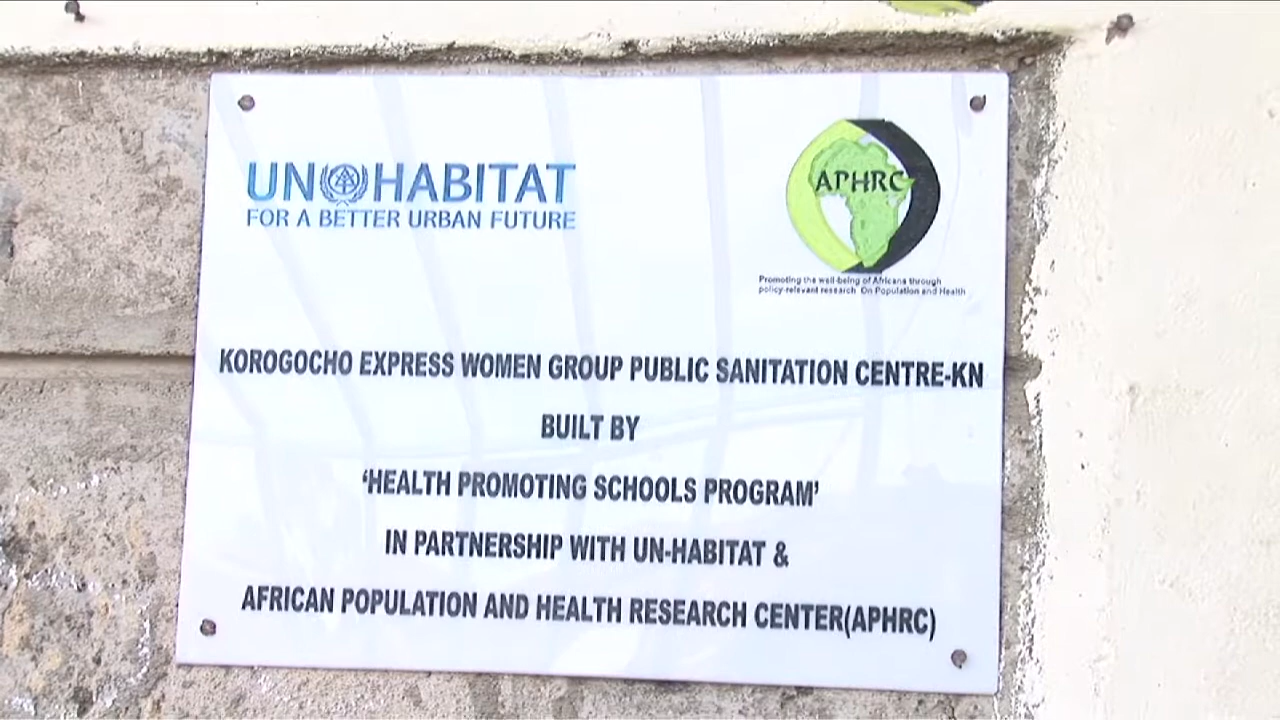 UN HABITAT
FOR A BETTER URBAN FUTURE
APHRC
Promoting the well-being of Africans through
policy-relevant research On Population and Health
KOROGOCHO EXPRESS WOMEN GROUP PUBLIC SANITATION CENTRE-KN
BUILT BY
‘HEALTH PROMOTING SCHOOLS PROGRAM’
IN PARTNERSHIP WITH UN-HABITAT &
AFRICAN POPULATION AND HEALTH RESEARCH CENTER(APHRC)